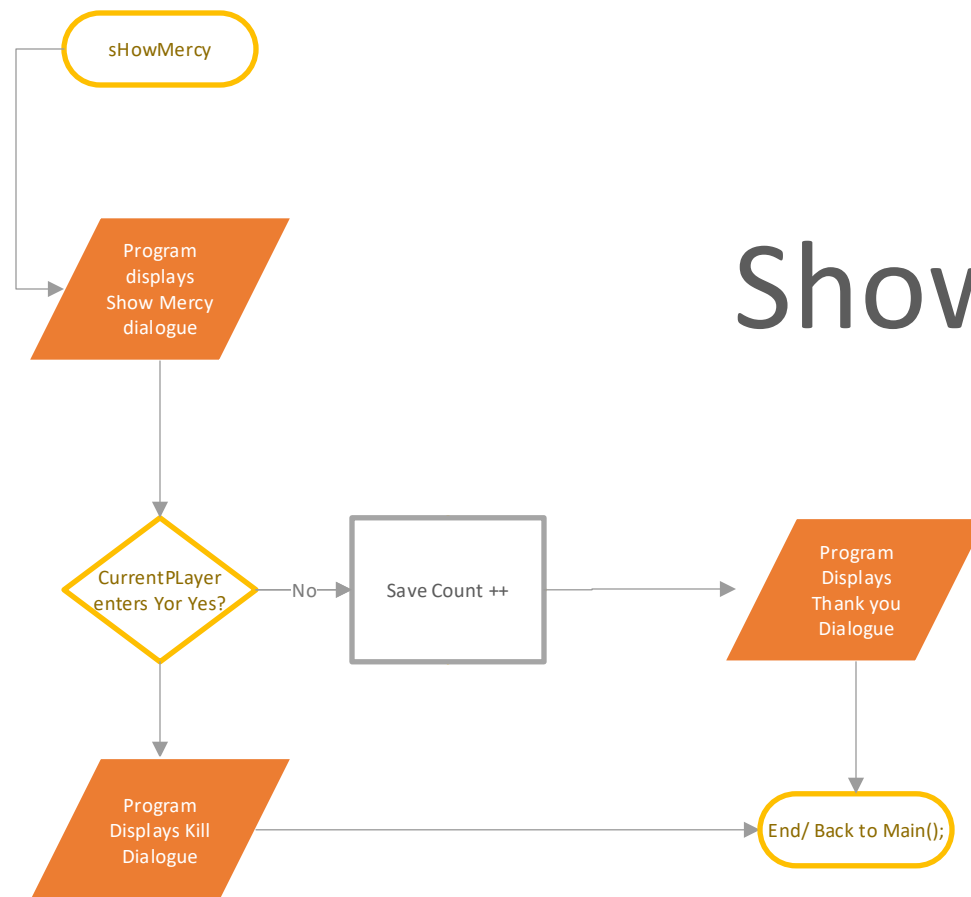 sHowMercy
Program
displays
Show Mercy
dialogue
Show
CurrentPLayer
enters Yor Yes?
No
Save Count ++
Program
Displays
Thank you
Dialogue
Program
Displays Kill
Dialogue
End/ Back to Main();